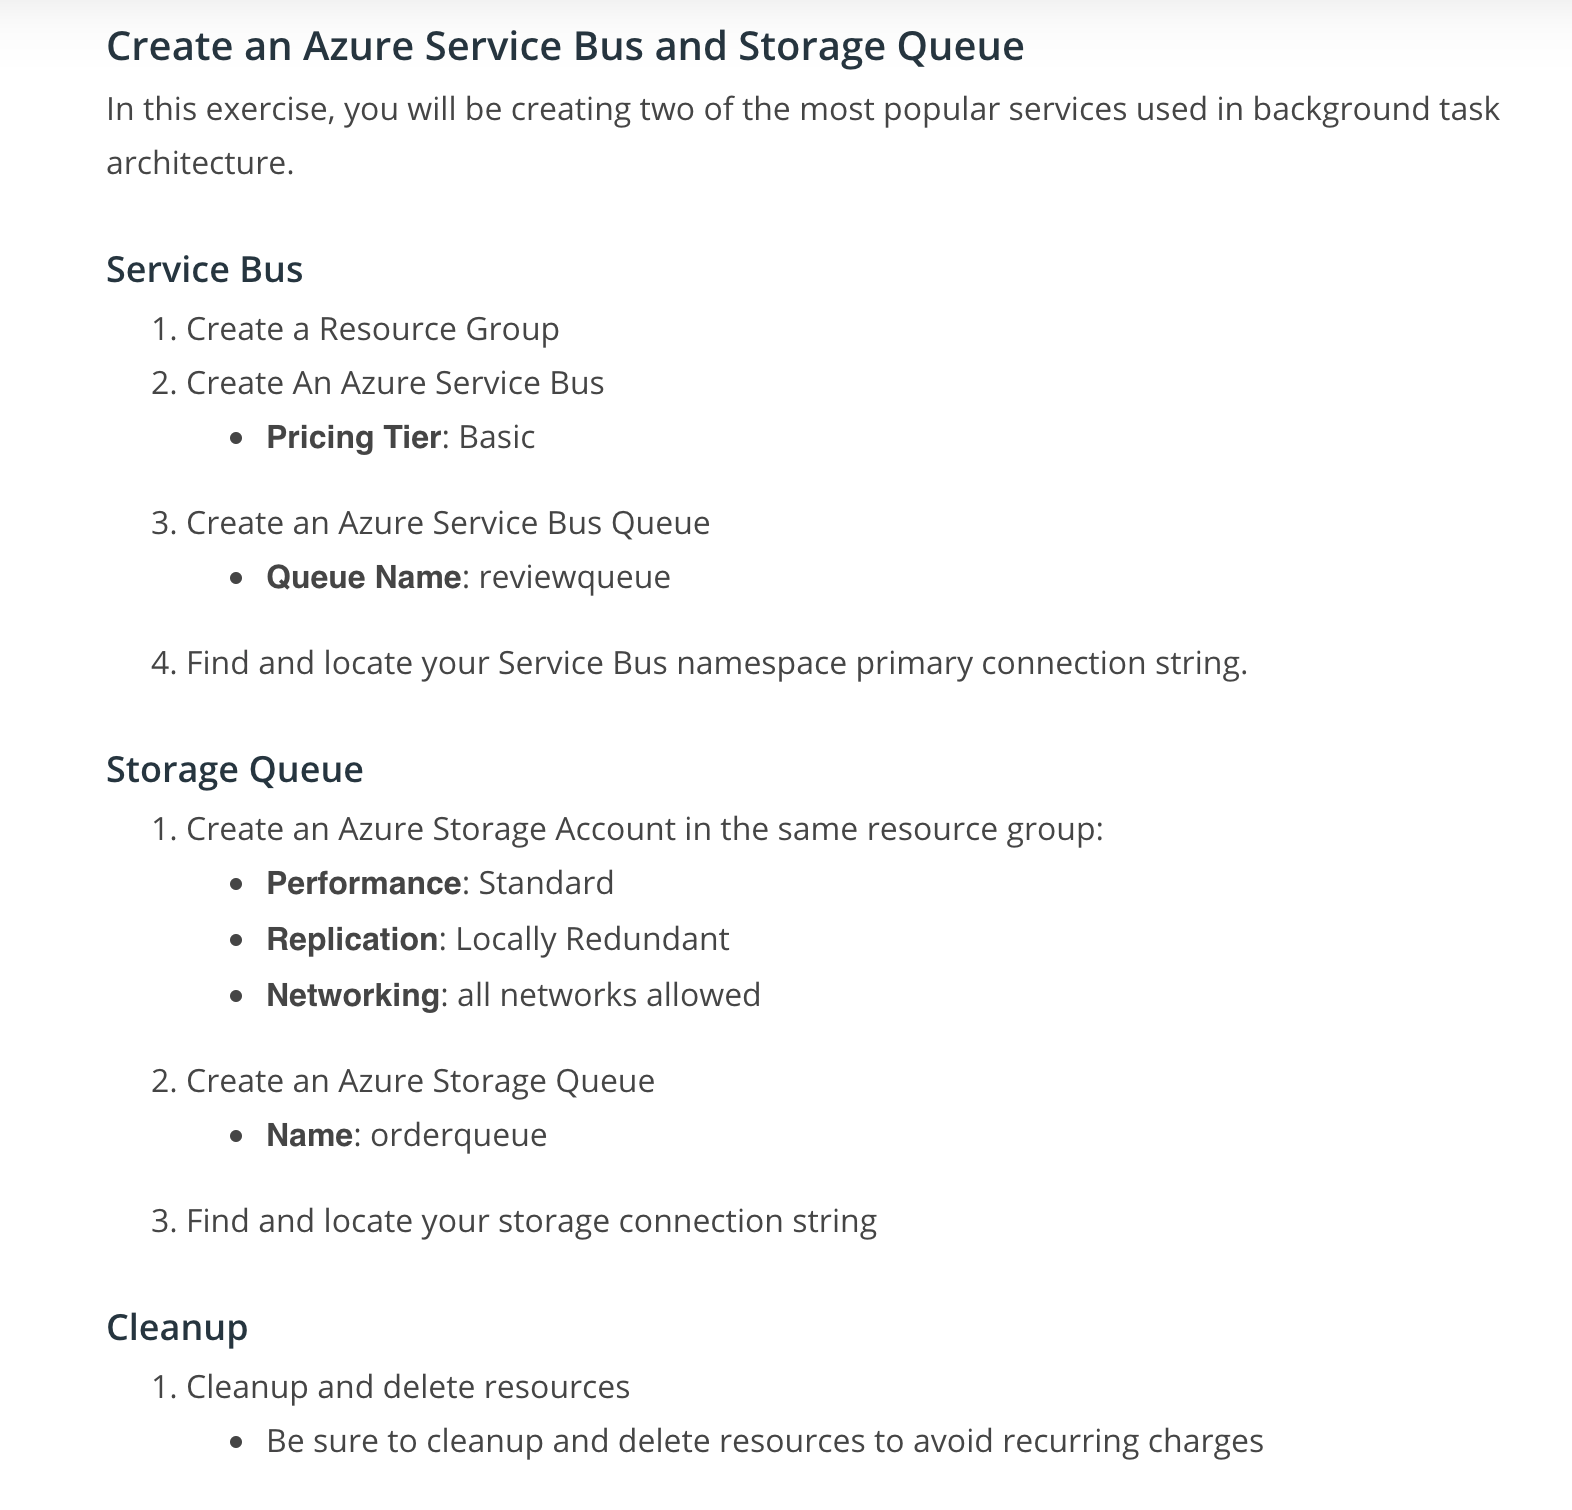 Create an Azure Service Bus and Storage Queue
In this exercise, you will be creating two of the most popular services used in background task
architecture.
Service Bus
1. Create a Resource Group
2. Create An Azure Service Bus
• Pricing Tier: Basic
3. Create an Azure Service Bus Queue
• Queue Name: reviewqueue
4. Find and locate your Service Bus namespace primary connection string.
Storage Queue
1. Create an Azure Storage Account in the same resource group:
• Performance: Standard
• Replication: Locally Redundant
• Networking: all networks allowed
2. Create an Azure Storage Queue
• Name: orderqueue
3. Find and locate your storage connection string
Cleanup
1. Cleanup and delete resources
• Be sure to cleanup and delete resources to avoid recurring charges